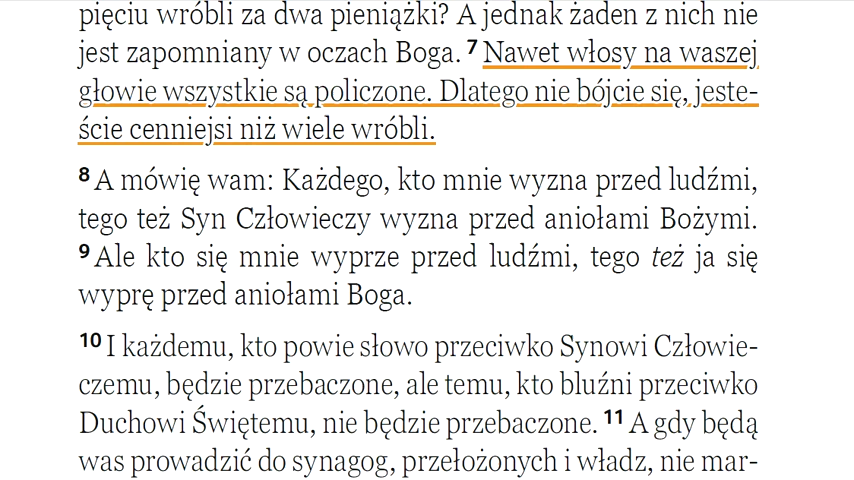 pięciu wróbli za dwa pieniążki? A jednak żaden z nich nie
jest zapomniany w oczach Boga. 7 Nawet włosy na waszej
głowie wszystkie są policzone. Dlatego nie bójcie się, jeste-
ście cenniejsi niż wiele wróbli.
8 A mówię wam: Każdego, kto mnie wyzna przed ludźmi,
tego też Syn Człowieczy wyzna przed aniołami Bożymi.
9 Ale kto się mnie wyprze przed ludźmi, tego też ja się
wyprę przed aniołami Boga.
10 I każdemu, kto powie słowo przeciwko Synowi Człowie-
czemu, będzie przebaczone, ale temu, kto bluźni przeciwko
Duchowi Świętemu, nie będzie przebaczone. 11 A gdy będą
was prowadzić do synagog, przełożonych i władz, nie mar-